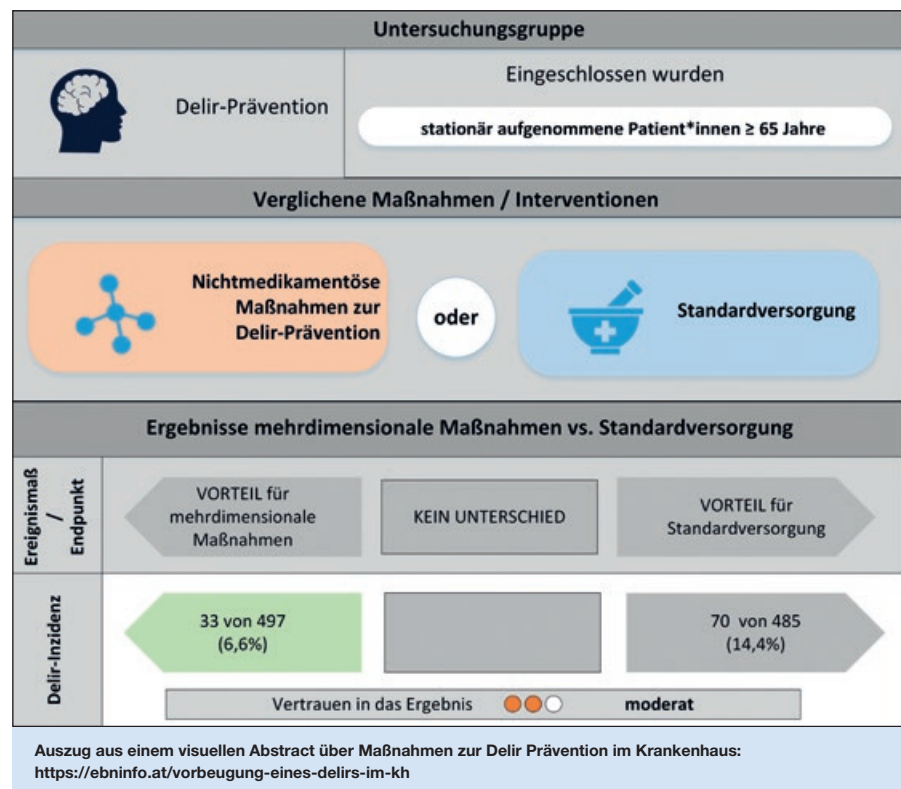 Untersuchungsgruppe
Delir-Prävention
Eingeschlossen wurden
stationär aufgenommene Patient*innen ≥ 65 Jahre
Verglichene Maßnahmen / Interventionen
Nichtmedikamentöse
Maßnahmen zur
Delir-Prävention
oder
Standardversorgung
Ergebnisse mehrdimensionale Maßnahmen vs. Standardversorgung
Ereignismaß
/
Endpunkt
VORTEIL für
mehrdimensionale
Maßnahmen
KEIN UNTERSCHIED
VORTEIL für
Standardversorgung
Delir-Inzidenz
33 von 497
(6,6%)
70 von 485
(14,4%)
Vertrauen in das Ergebnis moderat
Auszug aus einem visuellen Abstract über Maßnahmen zur Delir Prävention im Krankenhaus:
https://ebninfo.at/vorbeugung-eines-delirs-im-kh